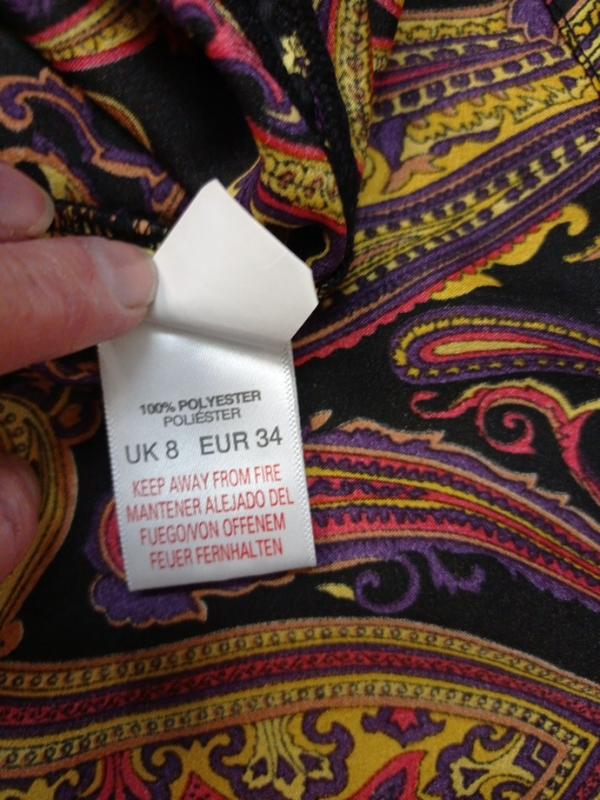 100% POLYESTER
POLIÉSTER
UK 8 EUR 34
KEEP AWAY FROM FIRE
MANTENER ALEJADO DEL
FUEGO/VON OFFENEM
FEUER FERNHALTEN